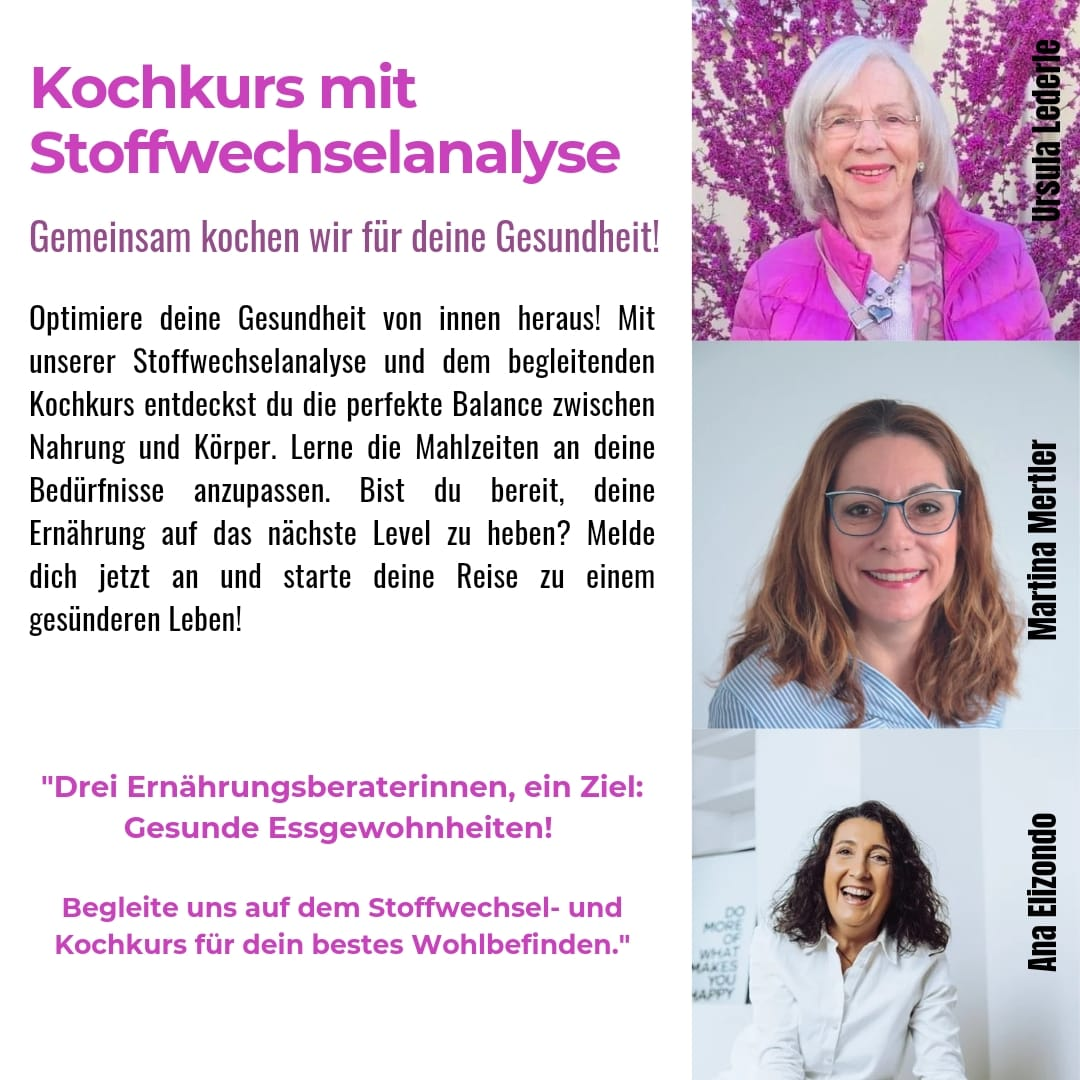 Kochkurs mit
Stoffwechselanalyse
Gemeinsam kochen wir für deine Gesundheit!
Optimiere deine Gesundheit von innen heraus! Mit
unserer Stoffwechselanalyse und dem begleitenden
Kochkurs entdeckst du die perfekte Balance zwischen
Nahrung und Körper. Lerne die Mahlzeiten an deine
Bedürfnisse anzupassen. Bist du bereit, deine
Ernährung auf das nächste Level zu heben? Melde
dich jetzt an und starte deine Reise zu einem
gesünderen Leben!
"Drei Ernährungsberaterinnen, ein Ziel:
Gesunde Essgewohnheiten!
Begleite uns auf dem Stoffwechsel- und
Kochkurs für dein bestes Wohlbefinden."
Ursula Lederle
Martina Mertler
Ana Elizondo
DO
MORE
OF
WHAT
MAKES
YOU
HAPPY